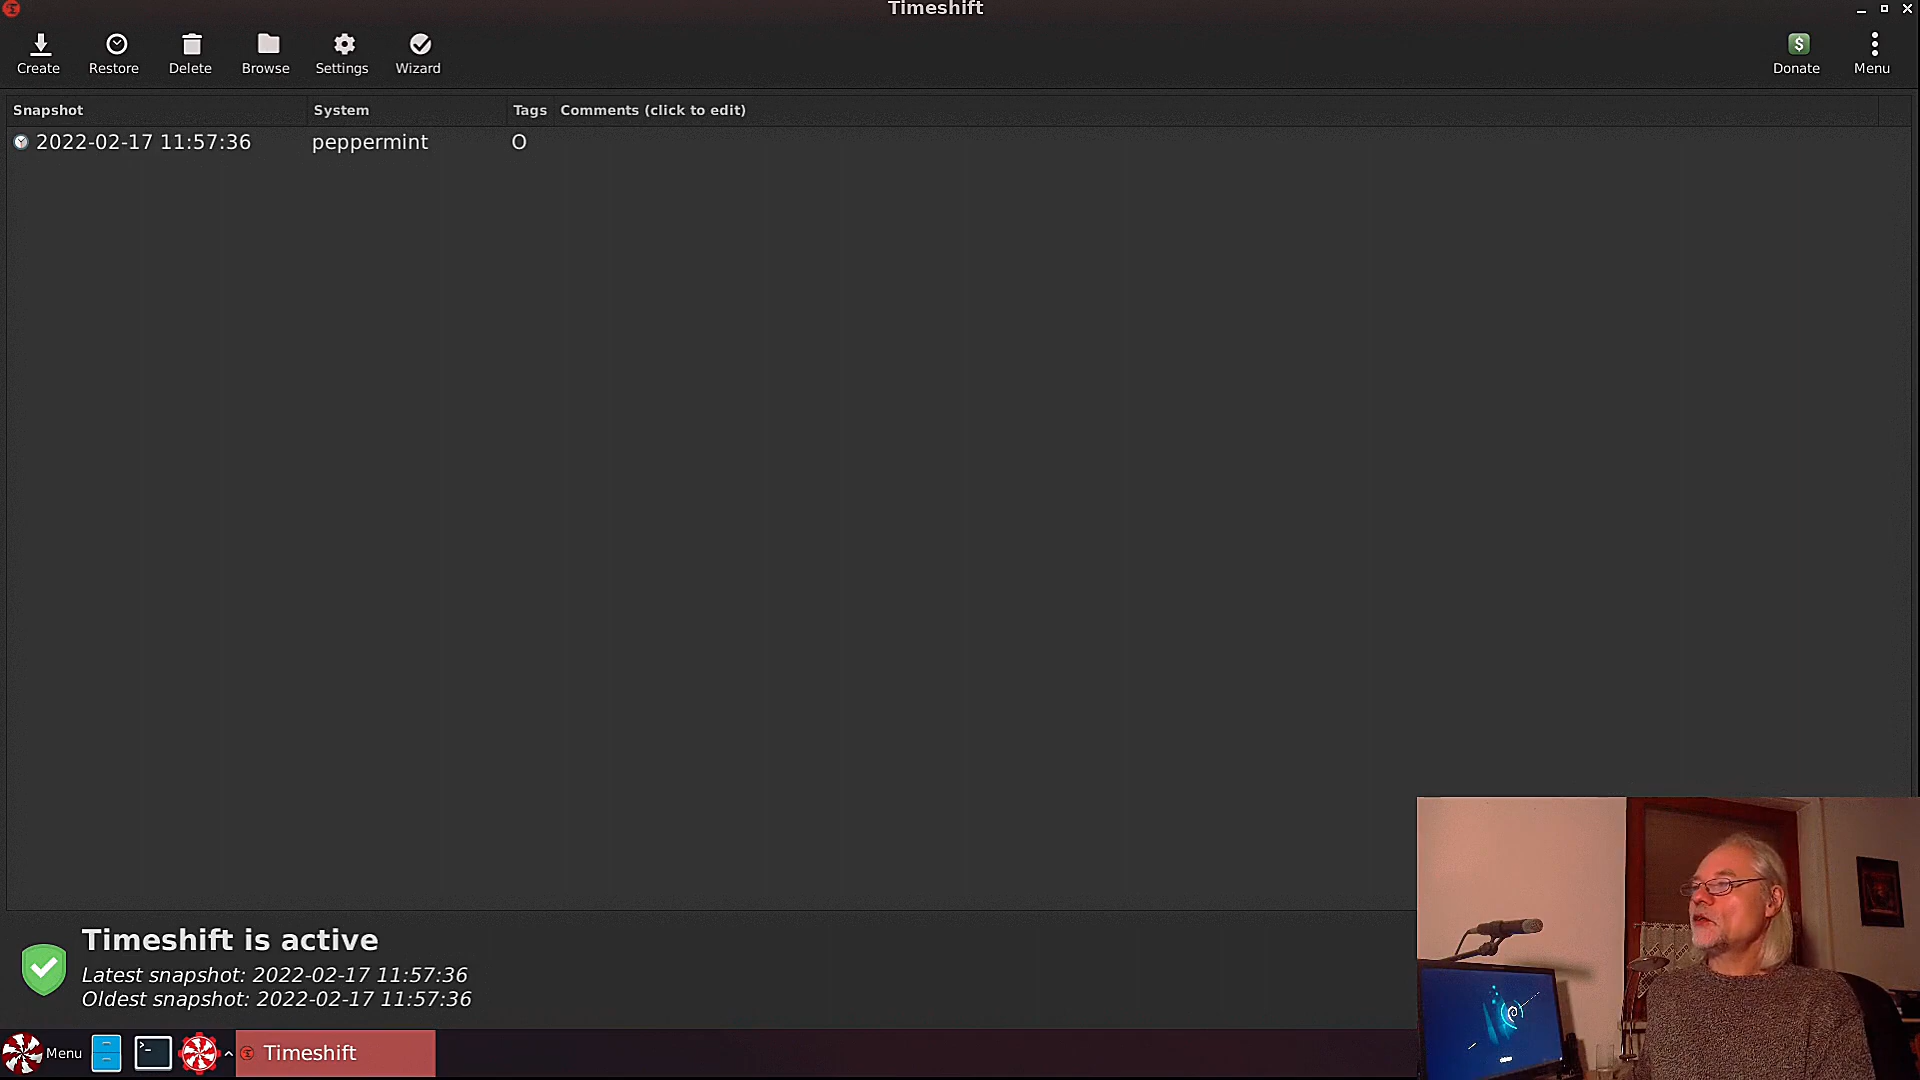 Timeshift
Create Restore Delete Browse Settings Wizard Donate Menu
Snapshot System Tags Comments (click to edit)
2022-02-17 11:57:36 peppermint O
Timeshift is active
Latest snapshot: 2022-02-17 11:57:36
Oldest snapshot: 2022-02-17 11:57:36
Menu Timeshift